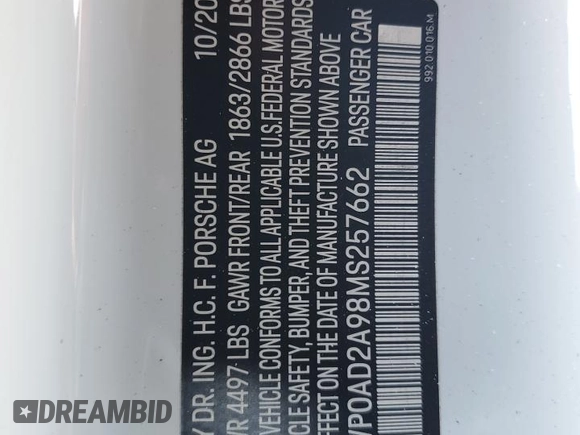 Y DR. ING. H.C. F. PORSCHE AG 10/20
VR 4497 LBS GAWR FRONT/REAR 1863/2866 LBS
VEHICLE CONFORMS TO ALL APPLICABLE U.S. FEDERAL MOTOR
CLE SAFETY, BUMPER, AND THEFT PREVENTION STANDARDS
EFFECT ON THE DATE OF MANUFACTURE SHOWN ABOVE
VP0AD2A98MS257662 PASSENGER CAR
992 010 016.M
DREAMBID